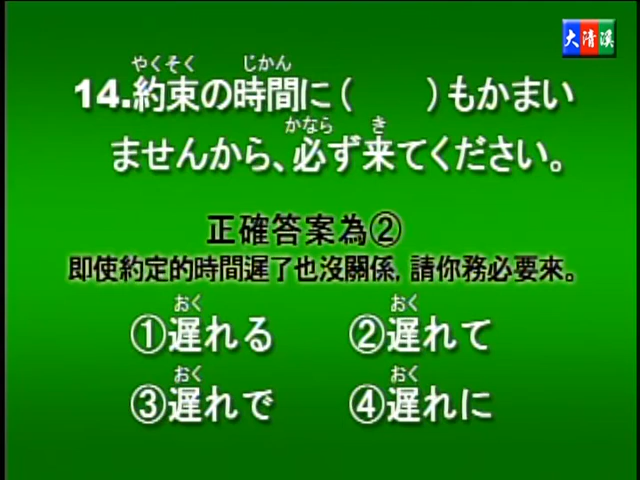 大清溪
やくそく じかん
14.約束の時間に(　　)もかまい
かなら き
ませんから、必ず来てください。
正確答案為②
即使約定的時間遲了也沒關係,請你務必要來。
おく おく
①遅れる ②遅れて
おく おく
③遅れで ④遅れに